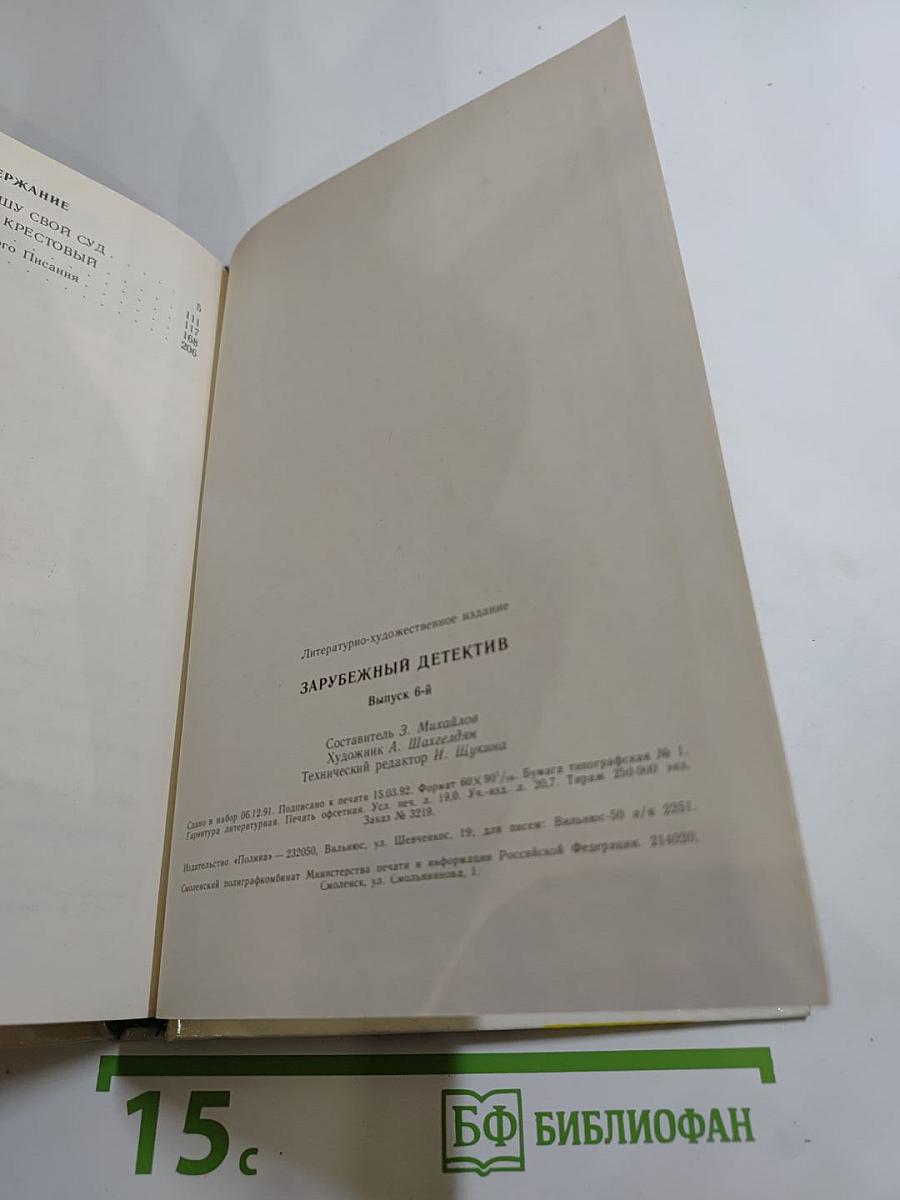 ЕРЖАНИЕ
ШУ СВОЙ СУД . . . .
КРЕСТОВЫЙ
ого Писания . . . . .
5
111
117
168
206
Литературно-художественное издание
ЗАРУБЕЖНЫЙ ДЕТЕКТИВ
Выпуск 6-й
Составитель З. Михайлов
Художник А. Шахгелдян
Технический редактор И. Щукина
Сдано в набор 06.12.91. Подписано к печати 15.03.92. Формат 60×90¹/₁₆. Бумага типографская № 1.
Гарнитура литературная. Печать офсетная. Усл. печ. л. 19,0. Уч.-изд. л. 20,7. Тираж 250 000 экз.
Заказ № 3219.
Издательство «Полина» — 232050, Вильнюс, ул. Шевченкос, 19; для писем: Вильнюс-50 а/я 2251.
Смоленский полиграфкомбинат Министерства печати и информации Российской Федерации. 214020,
Смоленск, ул. Смольянинова, 1.
15 с
БФ БИБЛИОФАН